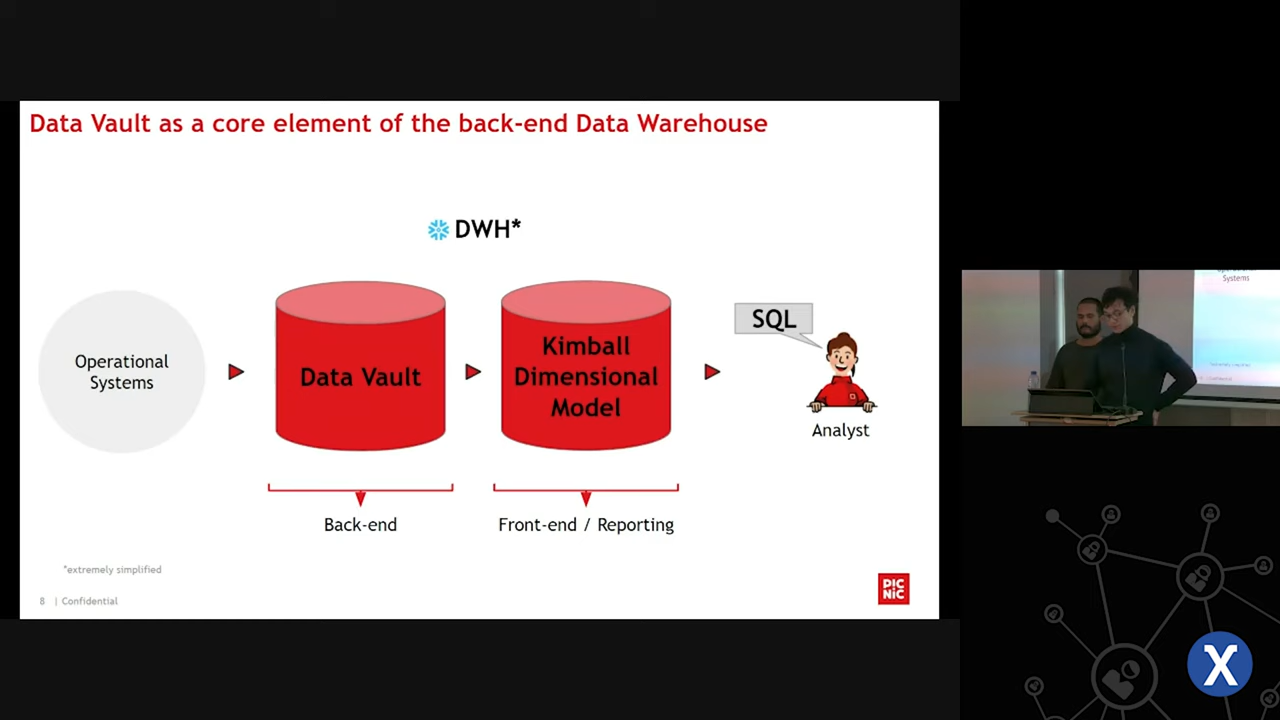 Data Vault as a core element of the back-end Data Warehouse
DWH*
Operational
Systems
Data Vault
Kimball
Dimensional
Model
SQL
Analyst
Back-end
Front-end / Reporting
*extremely simplified
8 | Confidential
PIC
NIC
Systems
X